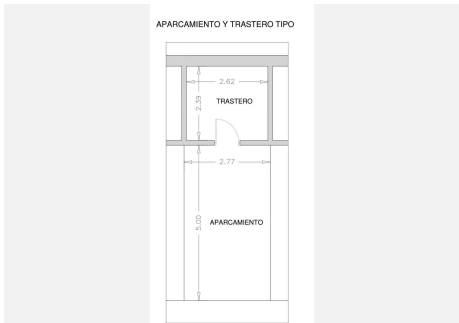 APARCAMIENTO Y TRASTERO TIPO
2.62
2.39
TRASTERO
2.77
5.00
APARCAMIENTO